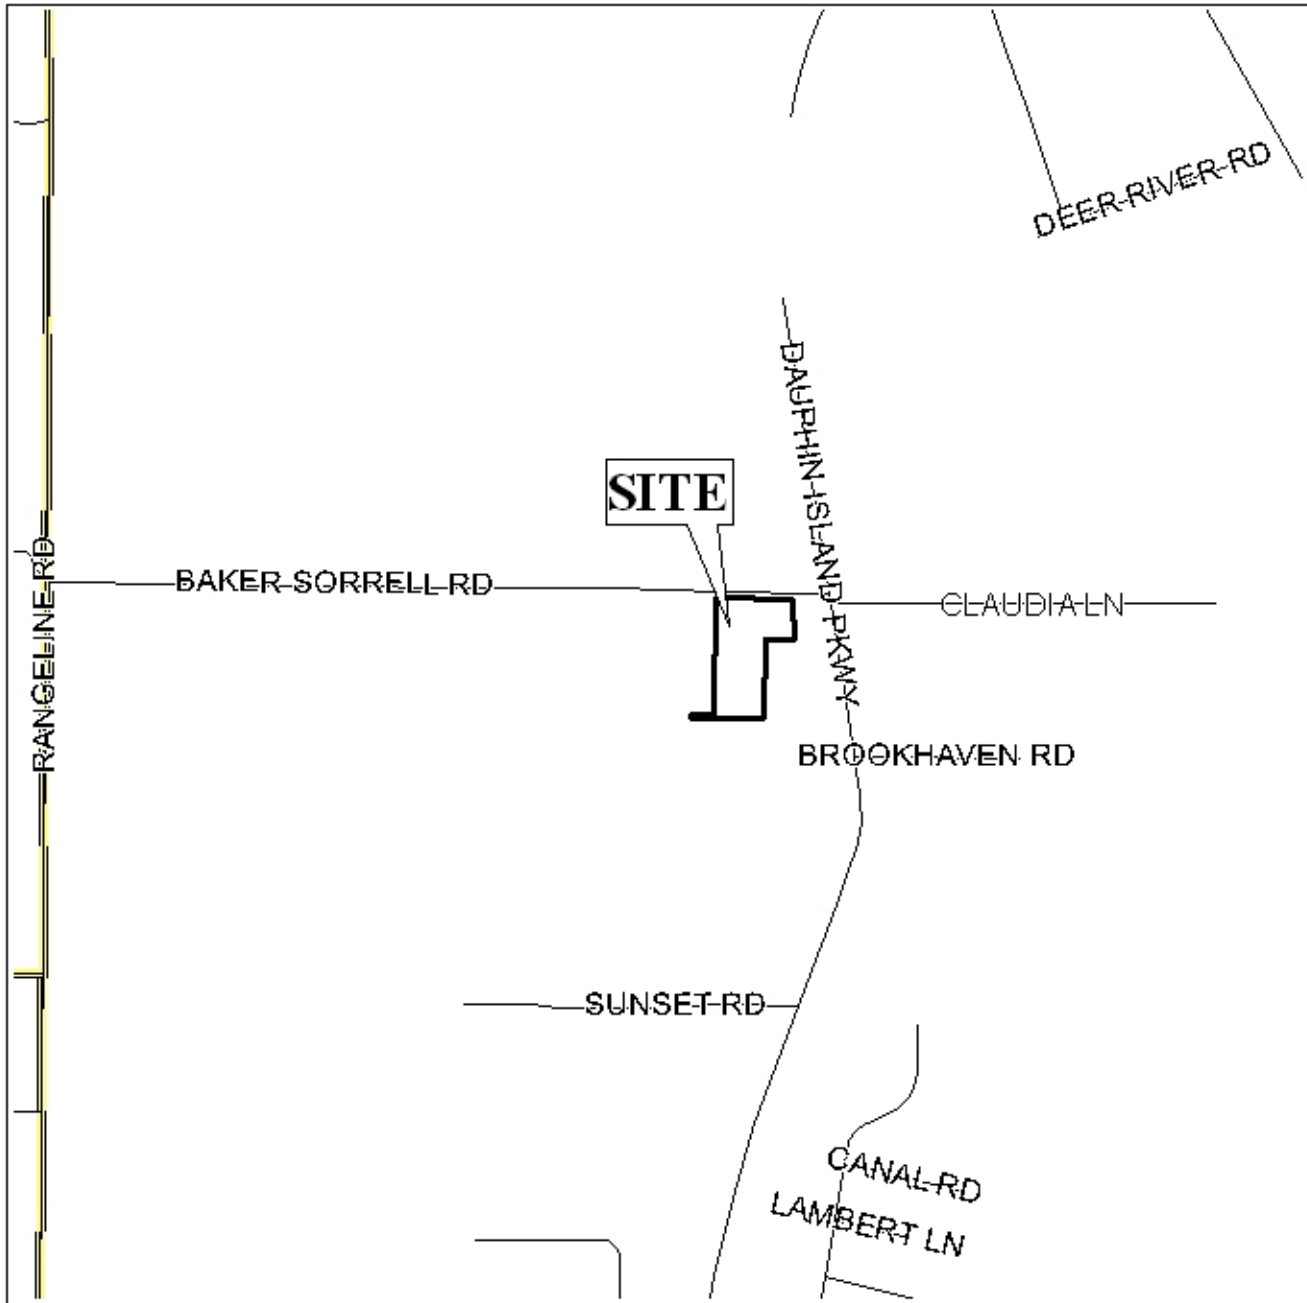 DEER RIVER RD
DAUPHIN ISLAND PKWY
SITE
RANGELINE RD
BAKER SORRELL RD
CLAUDIA LN
BROOKHAVEN RD
SUNSET RD
CANAL RD
LAMBERT LN